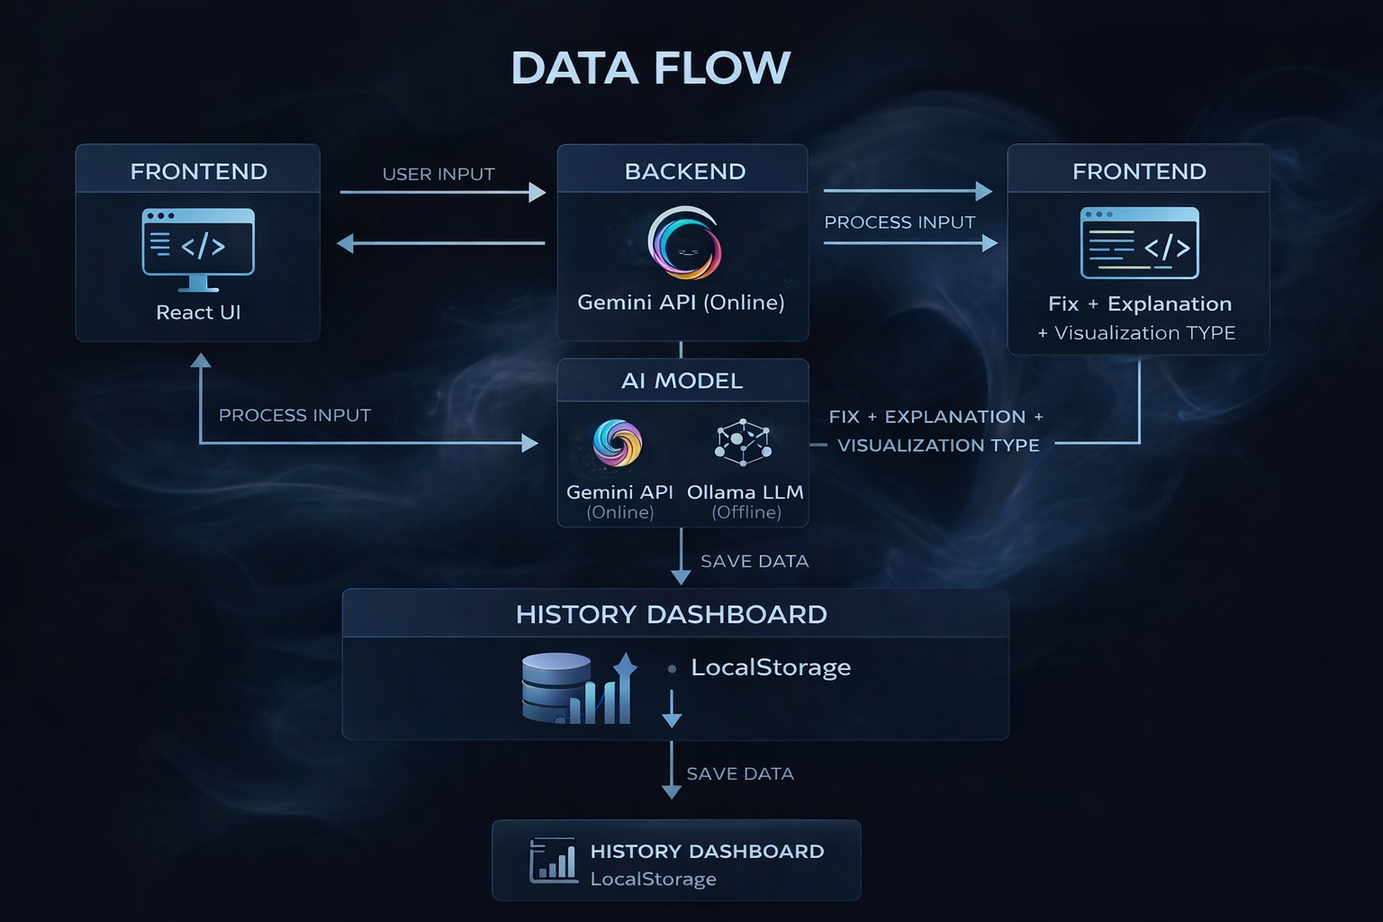 DATA FLOW
FRONTEND
</>
React UI
USER INPUT
BACKEND
Gemini API (Online)
PROCESS INPUT
FRONTEND
</>
Fix + Explanation
+ Visualization TYPE
PROCESS INPUT
AI MODEL
Gemini API
(Online)
Ollama LLM
(Offline)
FIX + EXPLANATION +
VISUALIZATION TYPE
SAVE DATA
HISTORY DASHBOARD
• LocalStorage
SAVE DATA
HISTORY DASHBOARD
LocalStorage